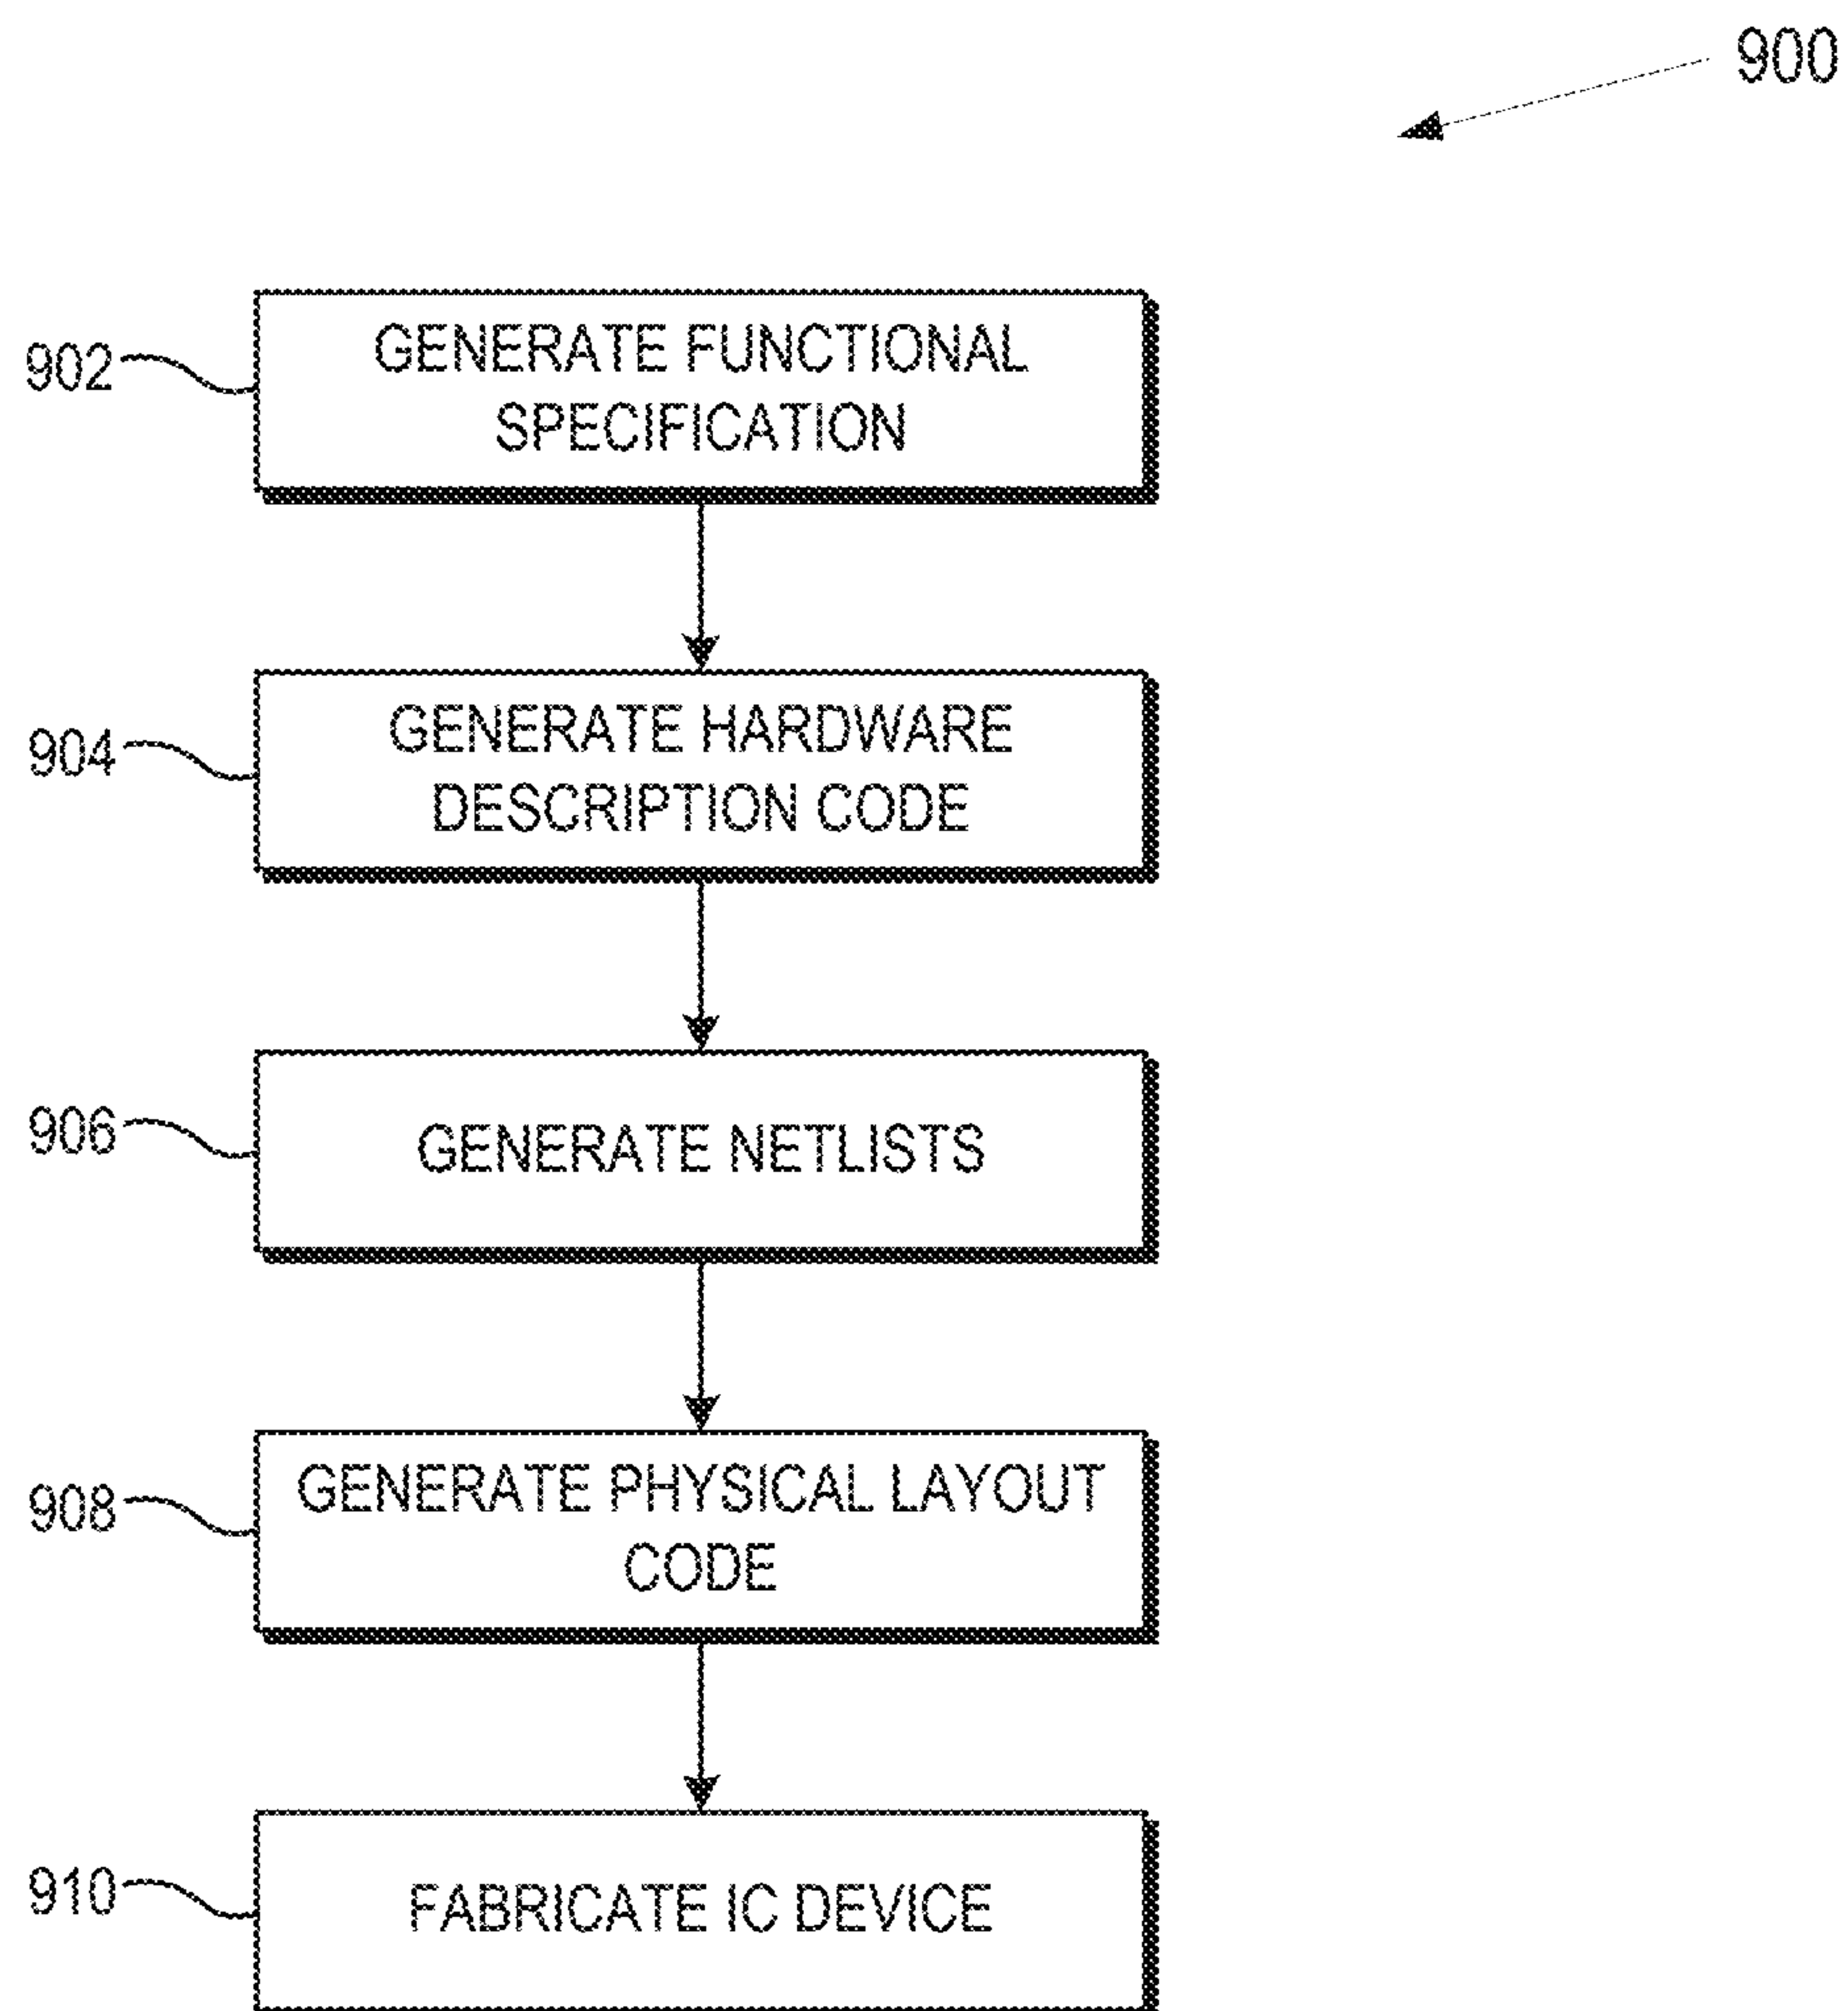 900
902
GENERATE FUNCTIONAL
SPECIFICATION
904
GENERATE HARDWARE
DESCRIPTION CODE
906
GENERATE NETLISTS
908
GENERATE PHYSICAL LAYOUT
CODE
910
FABRICATE IC DEVICE